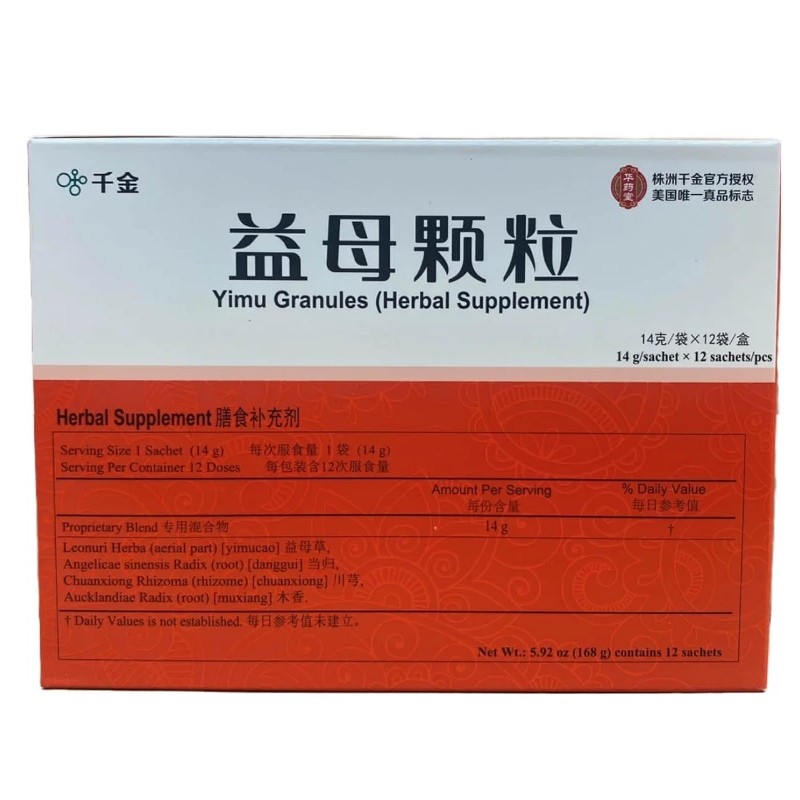 千金
华药堂
株洲千金官方授权
美国唯一真品标志
益母颗粒
Yimu Granules (Herbal Supplement)
14克/袋×12袋/盒
14 g/sachet × 12 sachets/pcs
Herbal Supplement 膳食补充剂
Serving Size 1 Sachet (14 g) 每次服食量 1 袋 (14 g)
Serving Per Container 12 Doses 每包装含12次服食量
Amount Per Serving % Daily Value
每份含量 每日参考值
Proprietary Blend 专用混合物 14 g †
Leonuri Herba (aerial part) [yimucao] 益母草,
Angelicae sinensis Radix (root) [danggui] 当归,
Chuanxiong Rhizoma (rhizome) [chuanxiong] 川芎,
Aucklandiae Radix (root) [muxiang] 木香.
† Daily Values is not established. 每日参考值未建立。
Net Wt.: 5.92 oz (168 g) contains 12 sachets